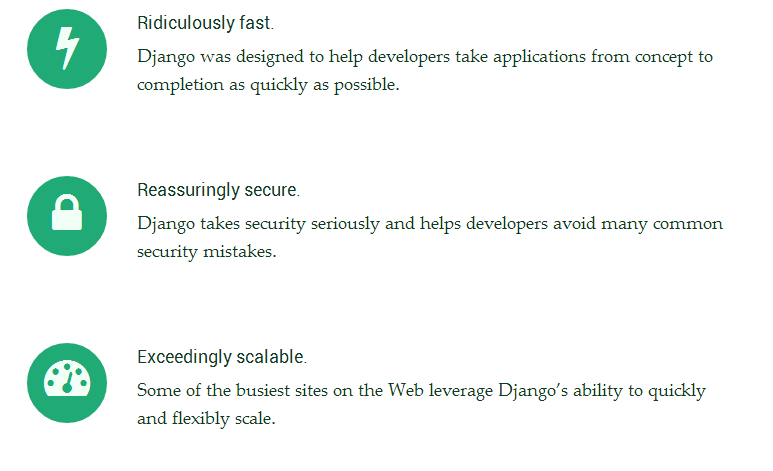 Ridiculously fast.
Django was designed to help developers take applications from concept to
completion as quickly as possible.
Reassuringly secure.
Django takes security seriously and helps developers avoid many common
security mistakes.
Exceedingly scalable.
Some of the busiest sites on the Web leverage Django’s ability to quickly
and flexibly scale.